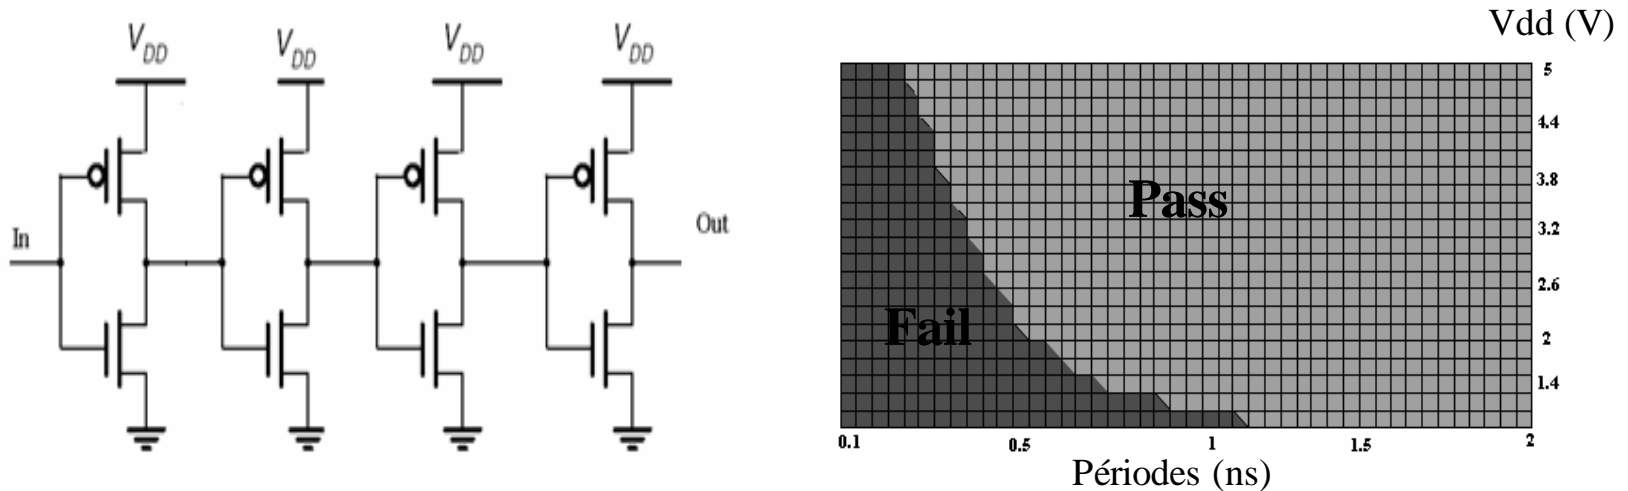 V_DD V_DD V_DD V_DD
In
Out
Vdd (V)
5
4.4
3.8
3.2
2.6
2
1.4
Pass
Fail
0.1 0.5 1 1.5 2
Périodes (ns)